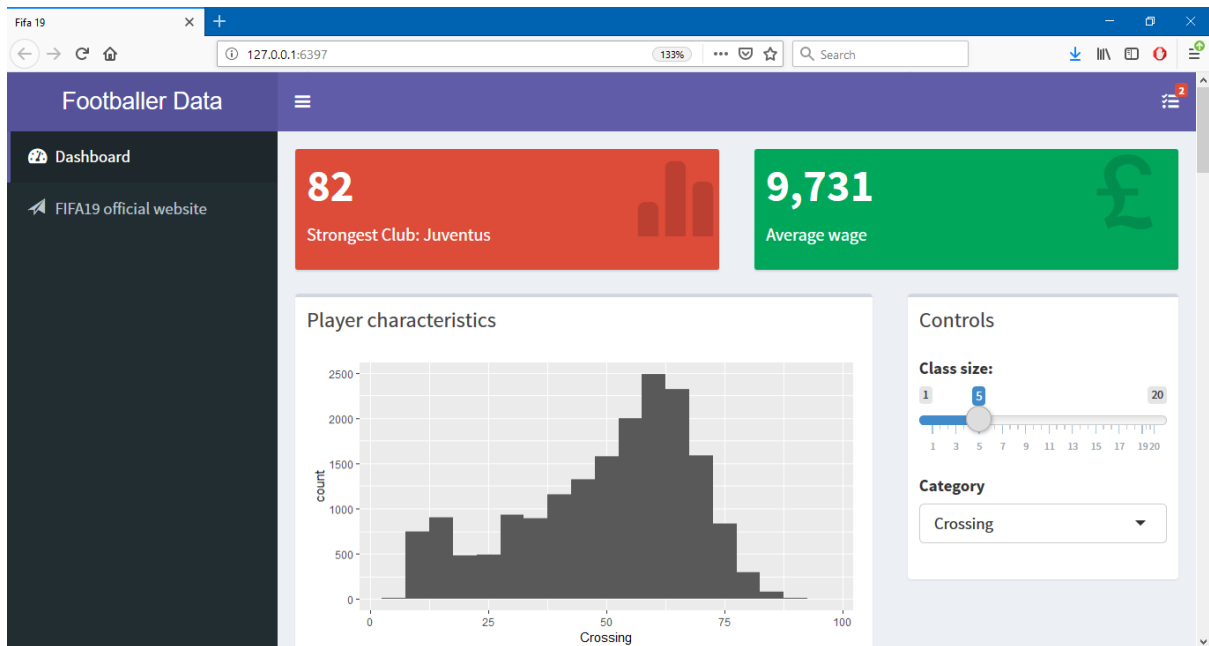 Fifa 19
127.0.0.1:6397
133%
Search
Footballer Data
2
Dashboard
FIFA19 official website
82
Strongest Club: Juventus
£
9,731
Average wage
Player characteristics
2500
2000
1500
1000
500
0
count
0 25 50 75 100
Crossing
Controls
Class size:
1 5 20
1 3 5 7 9 11 13 15 17 1920
Category
Crossing